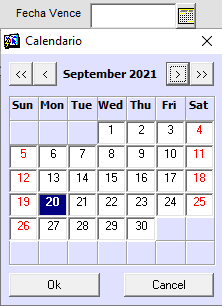 Fecha Vence
Calendario
<< < September 2021 > >>
Sun Mon Tue Wed Thu Fri Sat
1 2 3 4
5 6 7 8 9 10 11
12 13 14 15 16 17 18
19 20 21 22 23 24 25
26 27 28 29 30
Ok Cancel